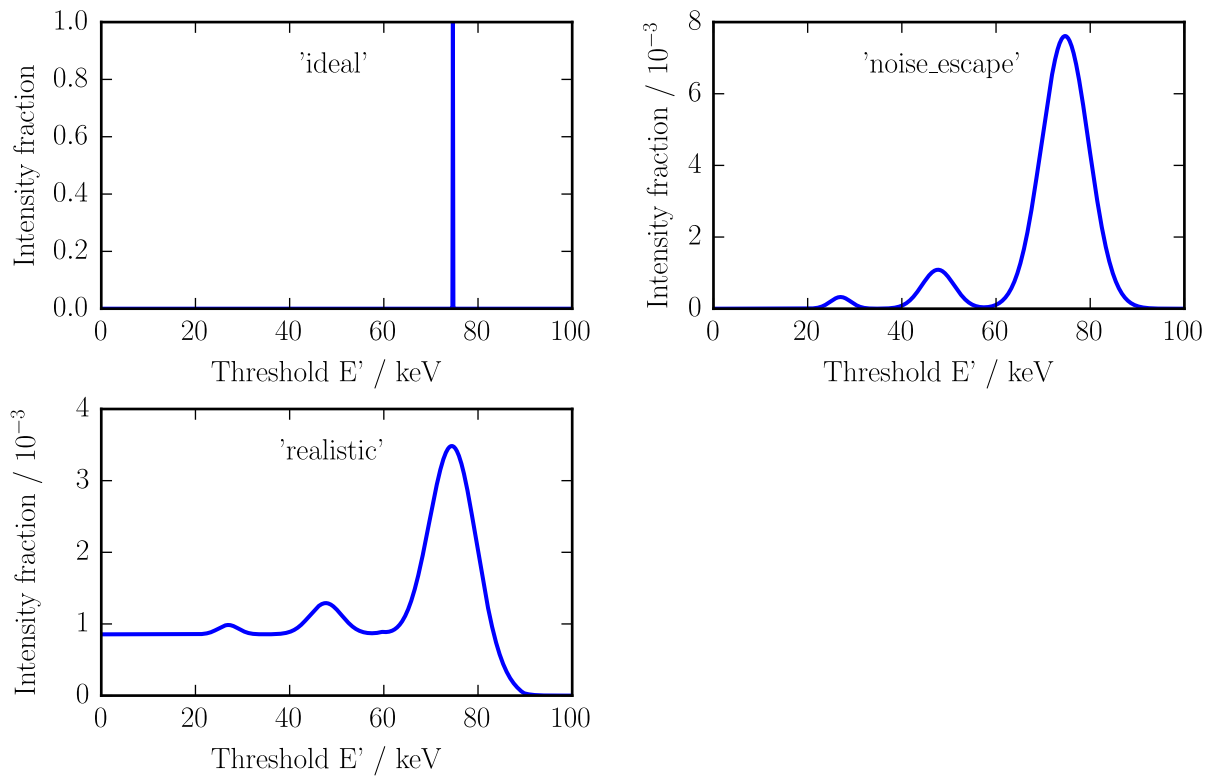 'ideal'
Intensity fraction
1.0
0.8
0.6
0.4
0.2
0.0
0 20 40 60 80 100
Threshold E' / keV
'noise_escape'
Intensity fraction / 10⁻³
8
6
4
2
0
0 20 40 60 80 100
Threshold E' / keV
'realistic'
Intensity fraction / 10⁻³
4
3
2
1
0
0 20 40 60 80 100
Threshold E' / keV